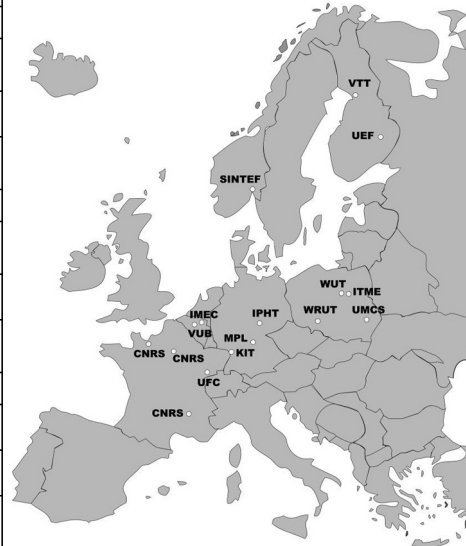 VTT
UEF
SINTEF
WUT ITME
IMEC IPHT WRUT UMCS
VUB
MPL
CNRS CNRS KIT
UFC
CNRS